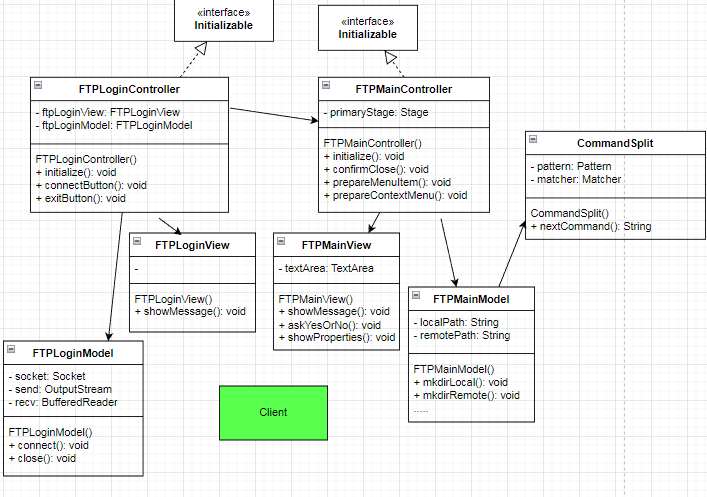 «interface»
Initializable
«interface»
Initializable
FTPLoginController
- ftpLoginView: FTPLoginView
- ftpLoginModel: FTPLoginModel
FTPLoginController()
+ initialize(): void
+ connectButton(): void
+ exitButton(): void
FTPMainController
- primaryStage: Stage
FTPMainController()
+ initialize(): void
+ confirmClose(): void
+ prepareMenuItem(): void
+ prepareContextMenu(): void
CommandSplit
- pattern: Pattern
- matcher: Matcher
CommandSplit()
+ nextCommand(): String
FTPLoginView
-
FTPLoginView()
+ showMessage(): void
FTPMainView
- textArea: TextArea
FTPMainView()
+ showMessage(): void
+ askYesOrNo(): void
+ showProperties(): void
FTPMainModel
- localPath: String
- remotePath: String
FTPMainModel()
+ mkdirLocal(): void
+ mkdirRemote(): void
.....
FTPLoginModel
- socket: Socket
- send: OutputStream
- recv: BufferedReader
FTPLoginModel()
+ connect(): void
+ close(): void
Client